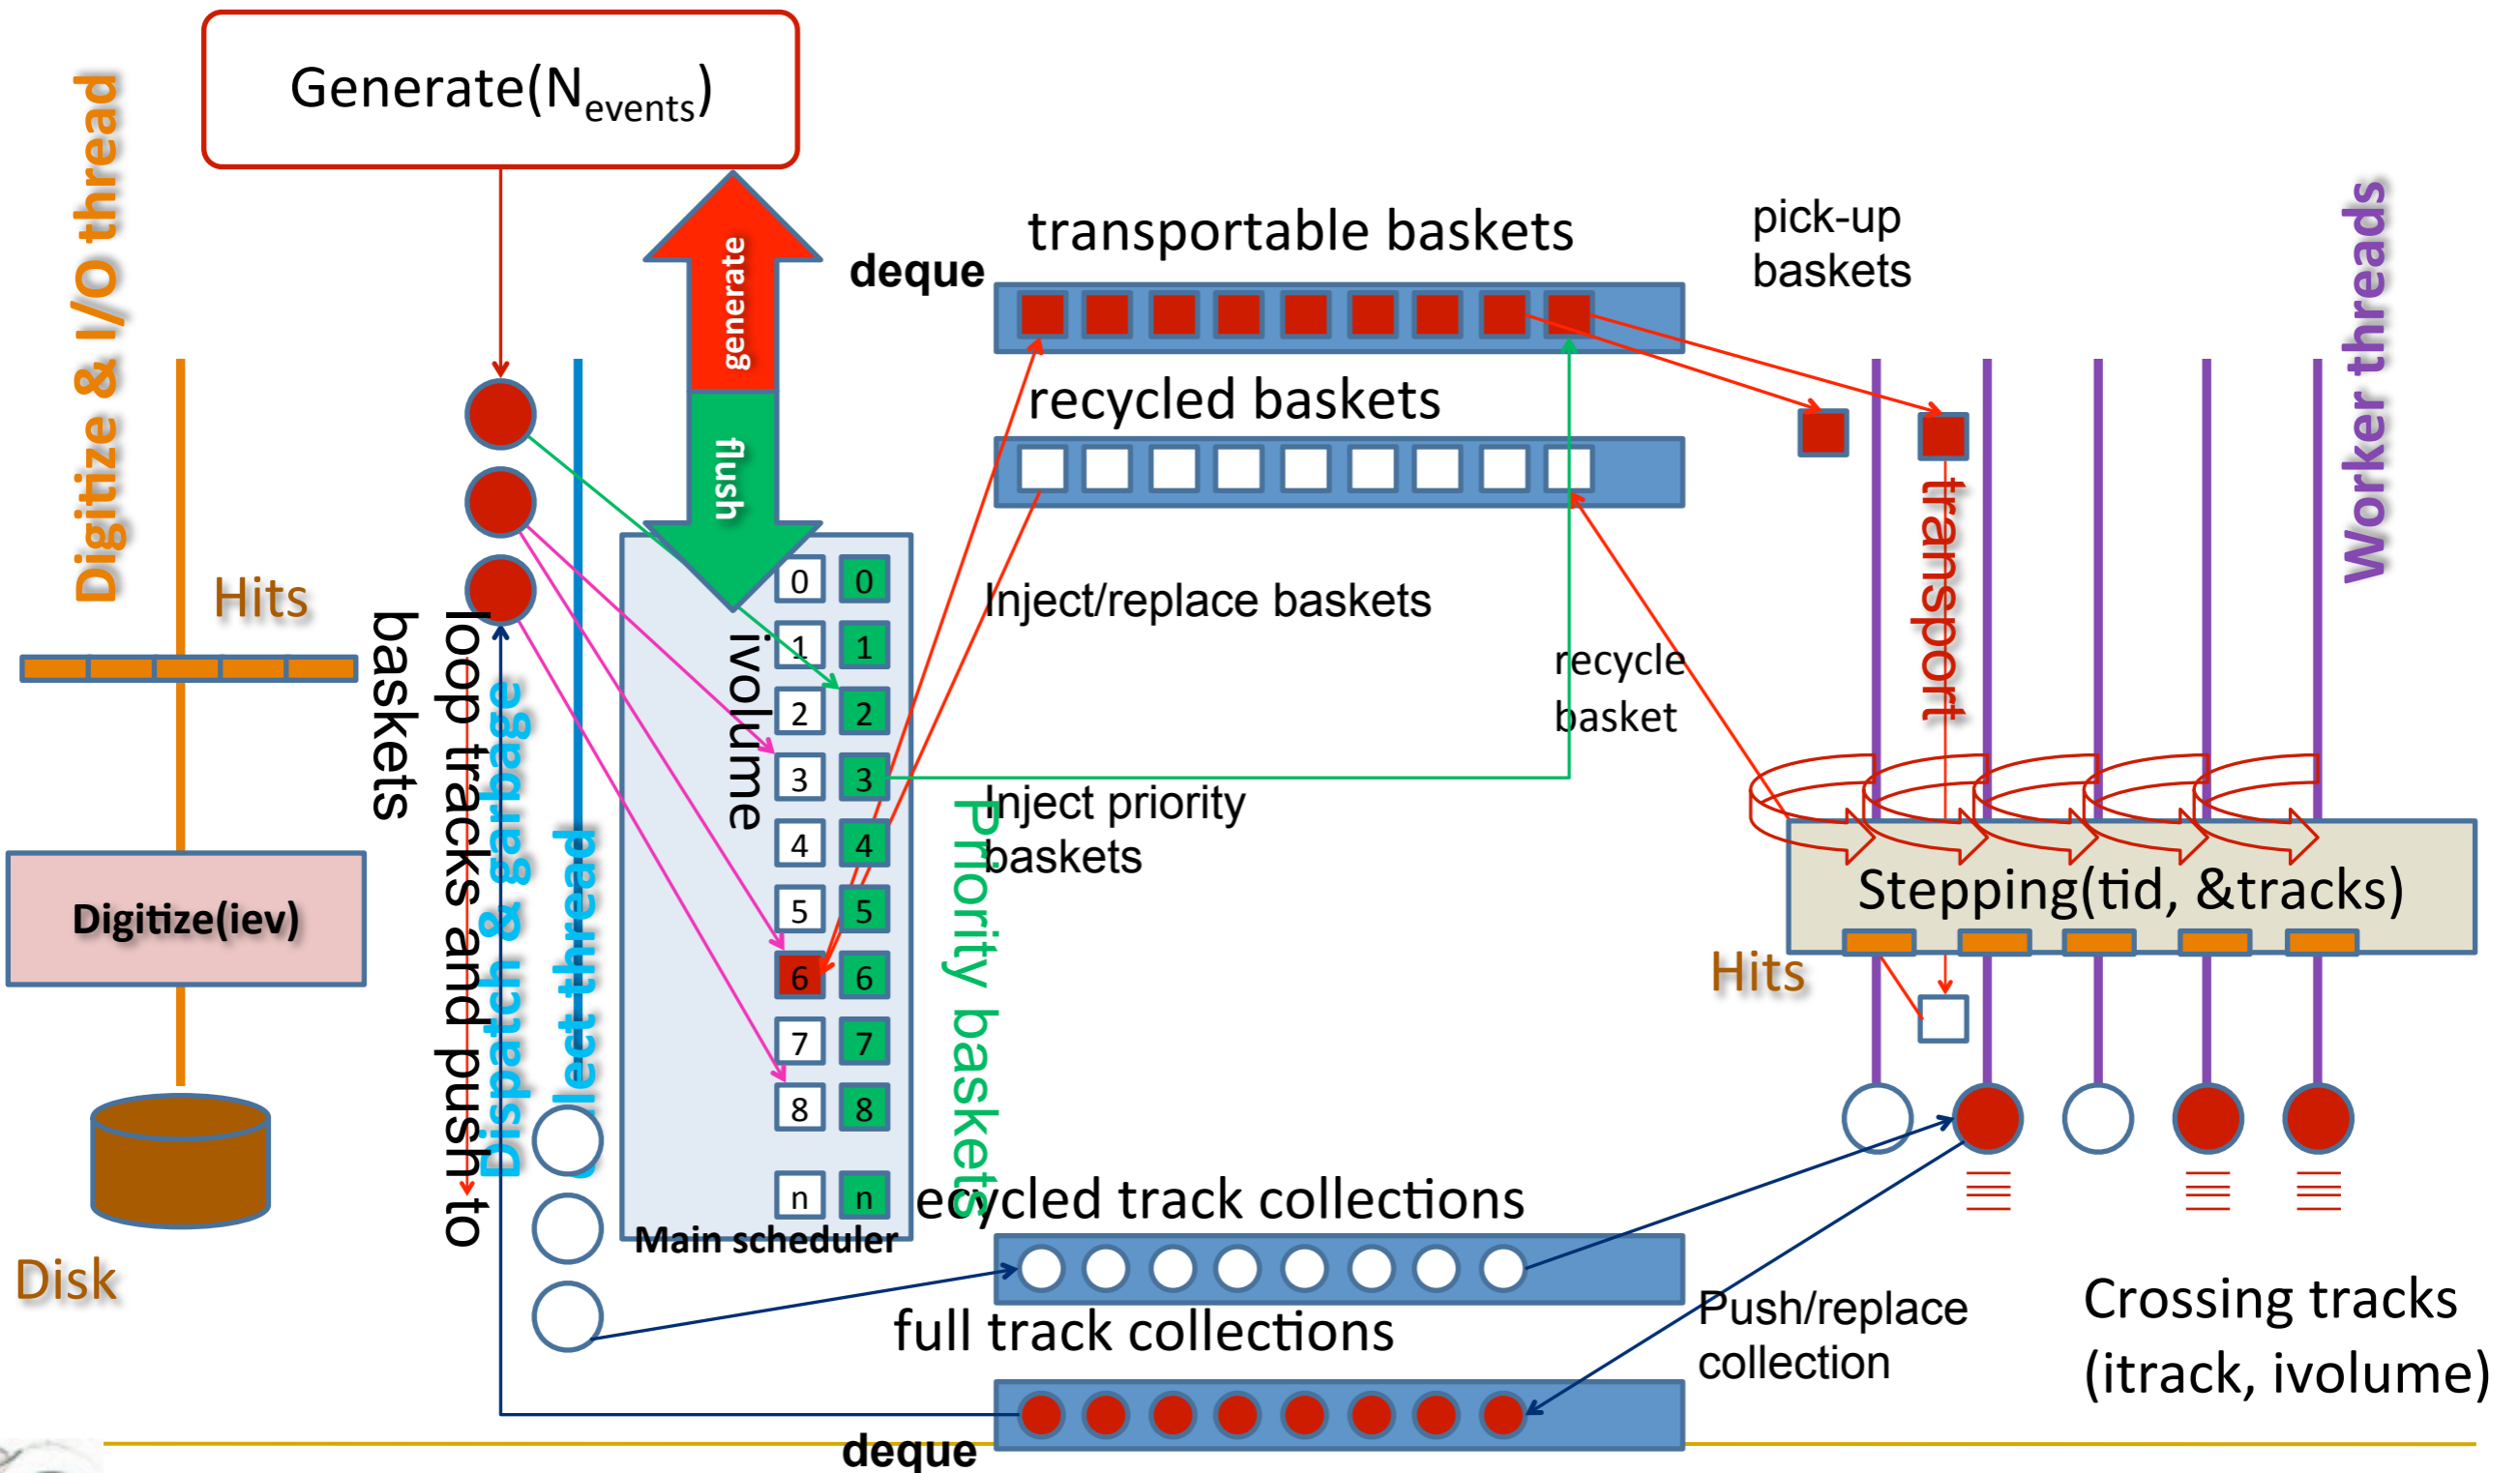 Generate(Nevents)
Digitize & I/O thread
generate
flush
transportable baskets
deque
pick-up
baskets
Worker threads
recycled baskets
transport
Hits
Inject/replace baskets
recycle
basket
loop tracks and push to
baskets
Dispatch & garbage
collect thread
ivolume
0 0
1 1
2 2
3 3
4 4
5 5
6 6
7 7
8 8
n n
Main scheduler
Priority baskets
Inject priority
baskets
Digitize(iev)
Stepping(tid, &tracks)
Hits
Disk
ecycled track collections
full track collections
Push/replace
collection
Crossing tracks
(itrack, ivolume)
deque